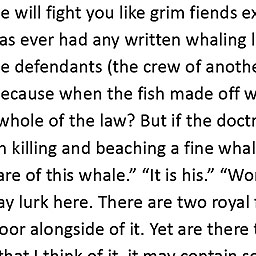 e will fight you like grim fiends ex
as ever had any written whaling l
e defendants (the crew of anothe
ecause when the fish made off w
whole of the law? But if the doctr
n killing and beaching a fine whal
are of this whale.” “It is his.” “Wor
ay lurk here. There are two royal f
oor alongside of it. Yet are there t
that I think of it, it may contain so